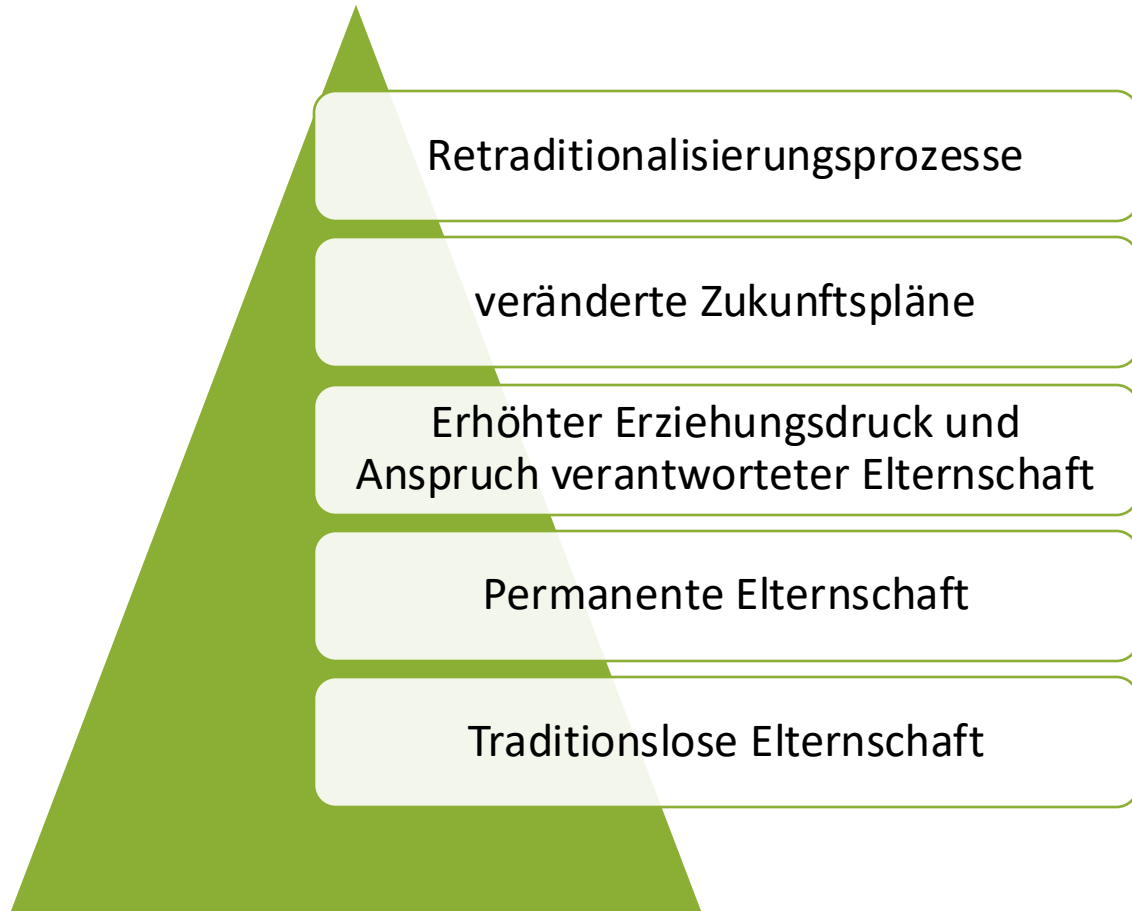 Retraditionalisierungsprozesse
veränderte Zukunftspläne
Erhöhter Erziehungsdruck und
Anspruch verantworteter Elternschaft
Permanente Elternschaft
Traditionslose Elternschaft